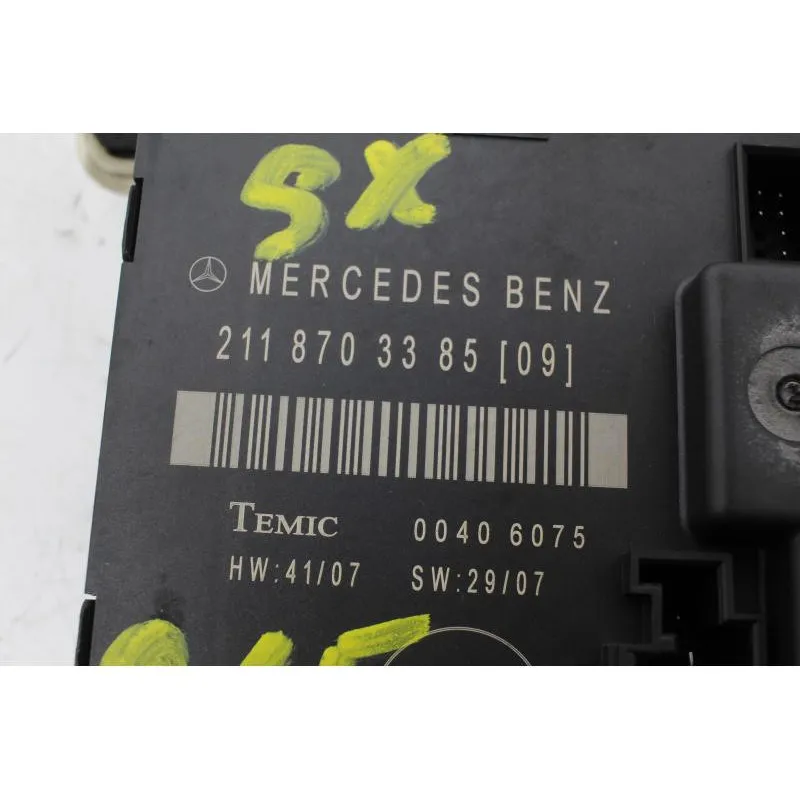 SX
MERCEDES BENZ
211 870 33 85 [09]
TEMIC 0040 6075
HW:41/07 SW:29/07